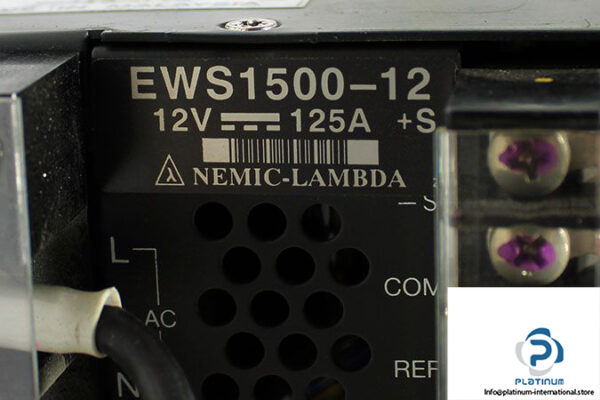 EWS1500-12
12V 125A +S
NEMIC-LAMBDA
-S
L
COM
AC
REF
N
P
PLATINUM
Info@platinum-international.store